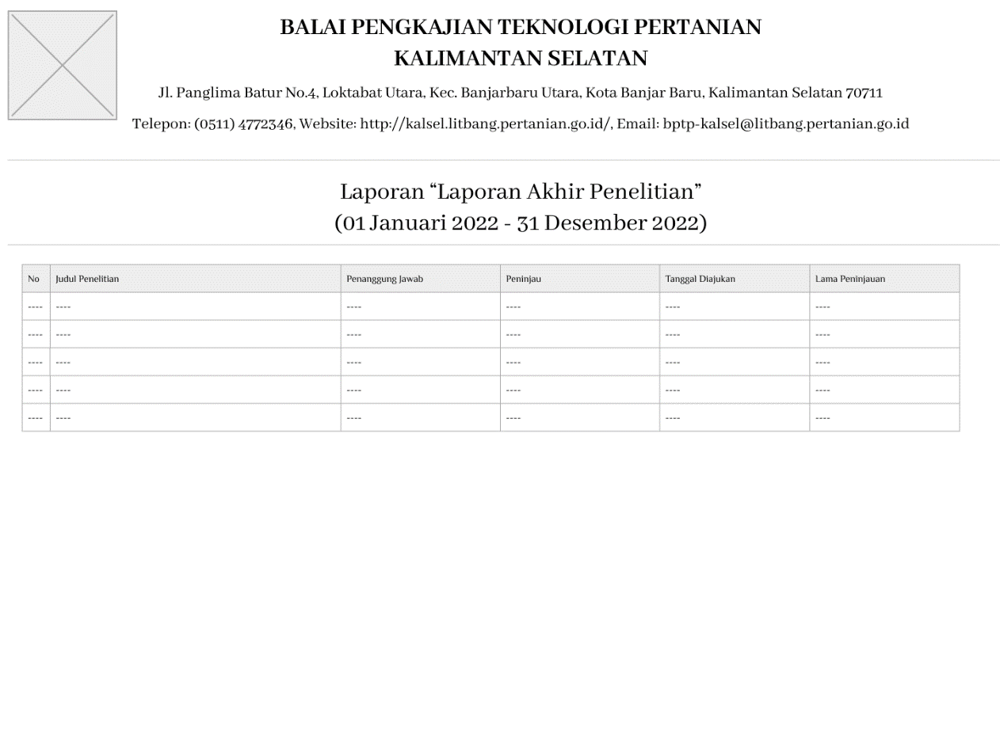 BALAI PENGKAJIAN TEKNOLOGI PERTANIAN
KALIMANTAN SELATAN
Jl. Panglima Batur No.4, Loktabat Utara, Kec. Banjarbaru Utara, Kota Banjar Baru, Kalimantan Selatan 70711
Telepon: (0511) 4772346, Website: http://kalsel.litbang.pertanian.go.id/, Email: bptp-kalsel@litbang.pertanian.go.id
Laporan “Laporan Akhir Penelitian”
(01 Januari 2022 - 31 Desember 2022)
No Judul Penelitian Penanggung Jawab Peninjau Tanggal Diajukan Lama Peninjauan
---- ---- ---- ---- ---- ----
---- ---- ---- ---- ---- ----
---- ---- ---- ---- ---- ----
---- ---- ---- ---- ---- ----
---- ---- ---- ---- ---- ----